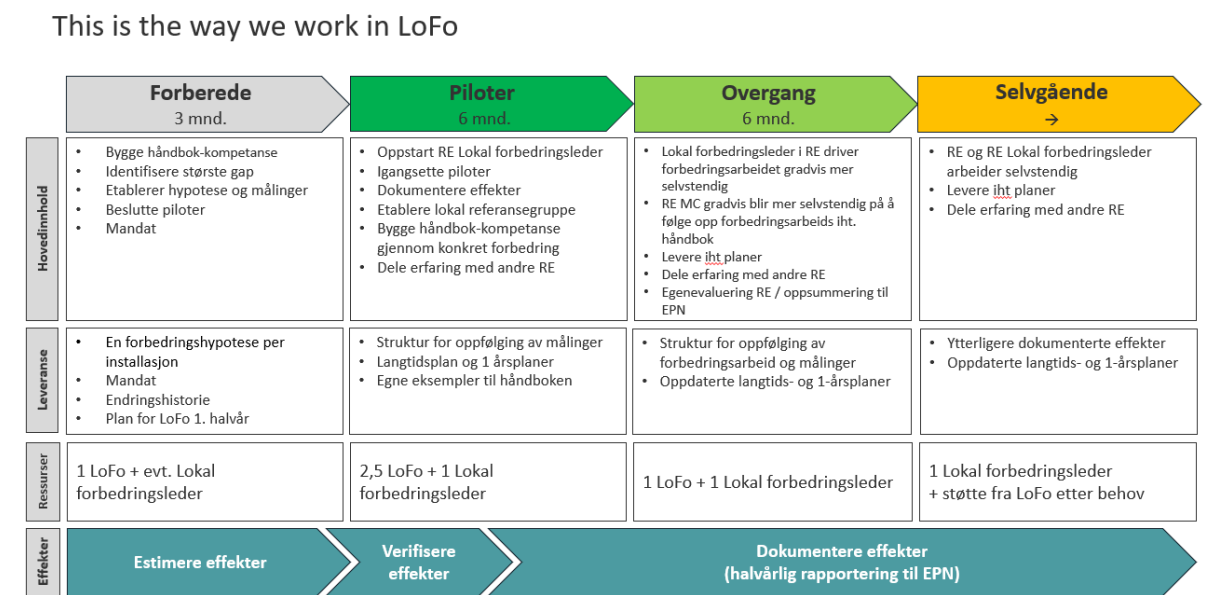 This is the way we work in LoFo
Forberede
3 mnd.
Piloter
6 mnd.
Overgang
6 mnd.
Selvgående
→
Hovedinnhold
• Bygge håndbok-kompetanse
• Identifisere største gap
• Etablerer hypotese og målinger
• Beslutte piloter
• Mandat
• Oppstart RE Lokal forbedringsleder
• Igangsette piloter
• Dokumentere effekter
• Etablere lokal referansegruppe
• Bygge håndbok-kompetanse
gjennom konkret forbedring
• Dele erfaring med andre RE
• Lokal forbedringsleder i RE driver
forbedringsarbeidet gradvis mer
selvstendig
• RE MC gradvis blir mer selvstendig på å
følge opp forbedringsarbeids iht.
håndbok
• Levere iht planer
• Dele erfaring med andre RE
• Egenevaluering RE / oppsummering til
EPN
• RE og RE Lokal forbedringsleder
arbeider selvstendig
• Levere iht planer
• Dele erfaring med andre RE
Leveranse
• En forbedringshypotese per
installasjon
• Mandat
• Endringshistorie
• Plan for LoFo 1. halvår
• Struktur for oppfølging av målinger
• Langtidsplan og 1 årsplaner
• Egne eksempler til håndboken
• Struktur for oppfølging av
forbedringsarbeid og målinger
• Oppdaterte langtids- og 1-årsplaner
• Ytterligere dokumenterte effekter
• Oppdaterte langtids- og 1-årsplaner
Ressurser
1 LoFo + evt. Lokal
forbedringsleder
2,5 LoFo + 1 Lokal
forbedringsleder
1 LoFo + 1 Lokal forbedringsleder
1 Lokal forbedringsleder
+ støtte fra LoFo etter behov
Effekter
Estimere effekter
Verifisere
effekter
Dokumentere effekter
(halvårlig rapportering til EPN)